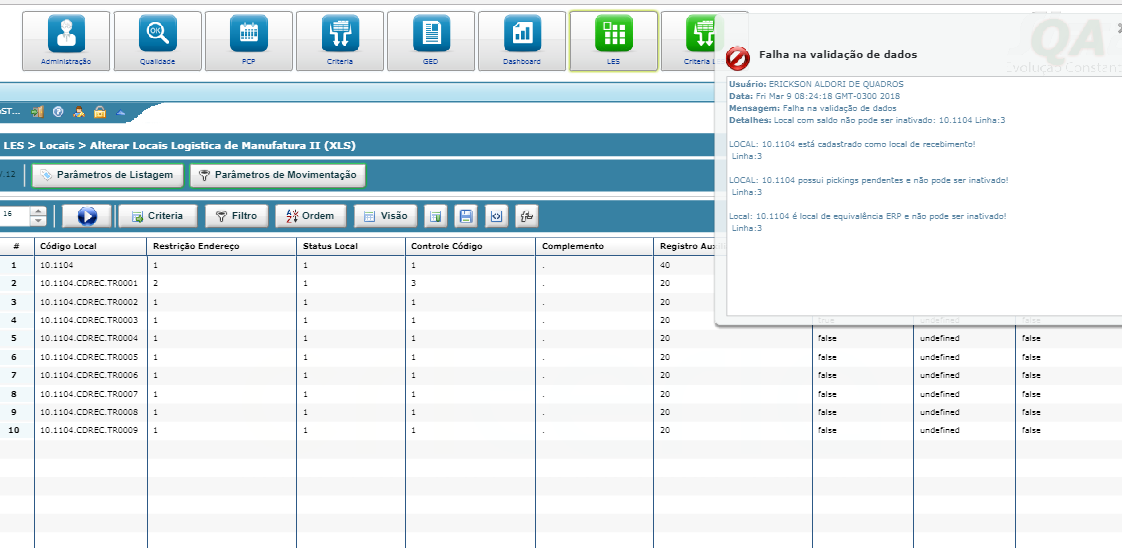 Administração
Qualidade
PCP
Criteria
GED
Dashboard
LES
Criteria L
QA
Evolução Constan
Falha na validação de dados
Usuário: ERICKSON ALDORI DE QUADROS
Data: Fri Mar 9 08:24:18 GMT-0300 2018
Mensagem: Falha na validação de dados
Detalhes: Local com saldo não pode ser inativado: 10.1104 Linha:3
LOCAL: 10.1104 está cadastrado como local de recebimento!
Linha:3
LOCAL: 10.1104 possui pickings pendentes e não pode ser inativado!
Linha:3
Local: 10.1104 é local de equivalência ERP e não pode ser inativado!
Linha:3
ST...
LES > Locais > Alterar Locais Logística de Manufatura II (XLS)
.12 Parâmetros de Listagem Parâmetros de Movimentação
16 Criteria Filtro Ordem Visão
# Código Local Restrição Endereço Status Local Controle Código Complemento Registro Aux
1 10.1104 1 1 1 . 40
2 10.1104.CDREC.TR0001 2 1 3 . 20
3 10.1104.CDREC.TR0002 1 1 1 . 20
4 10.1104.CDREC.TR0003 1 1 1 . 20 undefined false
5 10.1104.CDREC.TR0004 1 1 1 . 20 false undefined false
6 10.1104.CDREC.TR0005 1 1 1 . 20 false undefined false
7 10.1104.CDREC.TR0006 1 1 1 . 20 false undefined false
8 10.1104.CDREC.TR0007 1 1 1 . 20 false undefined false
9 10.1104.CDREC.TR0008 1 1 1 . 20 false undefined false
10 10.1104.CDREC.TR0009 1 1 1 . 20 false undefined false